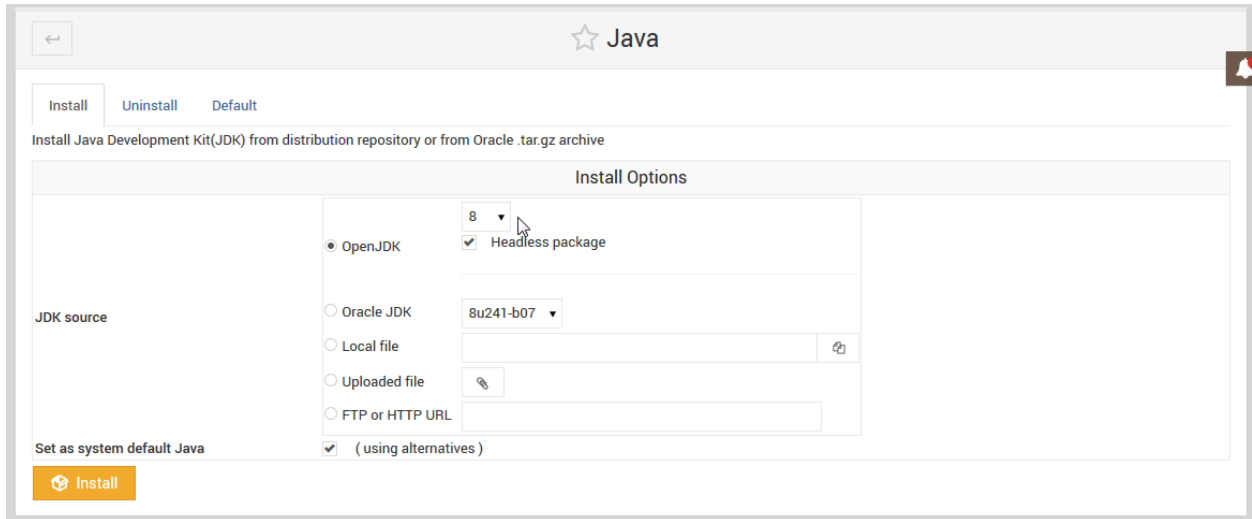 Java
Install Uninstall Default
Install Java Development Kit(JDK) from distribution repository or from Oracle .tar.gz archive
Install Options
JDK source
OpenJDK
8
Headless package
Oracle JDK 8u241-b07
Local file
Uploaded file
FTP or HTTP URL
Set as system default Java ( using alternatives )
Install